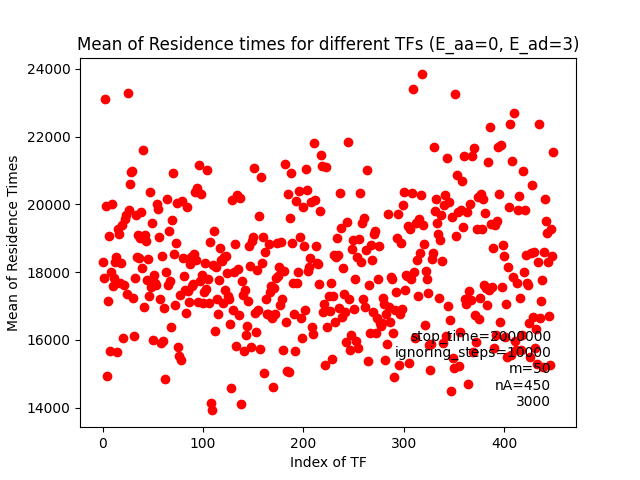 Mean of Residence times for different TFs (E_aa=0, E_ad=3)
24000
22000
20000
18000
16000
14000
Mean of Residence Times
stop_time=2000000
ignoring_steps=10000
m=50
nA=450
3000
0 100 200 300 400
Index of TF